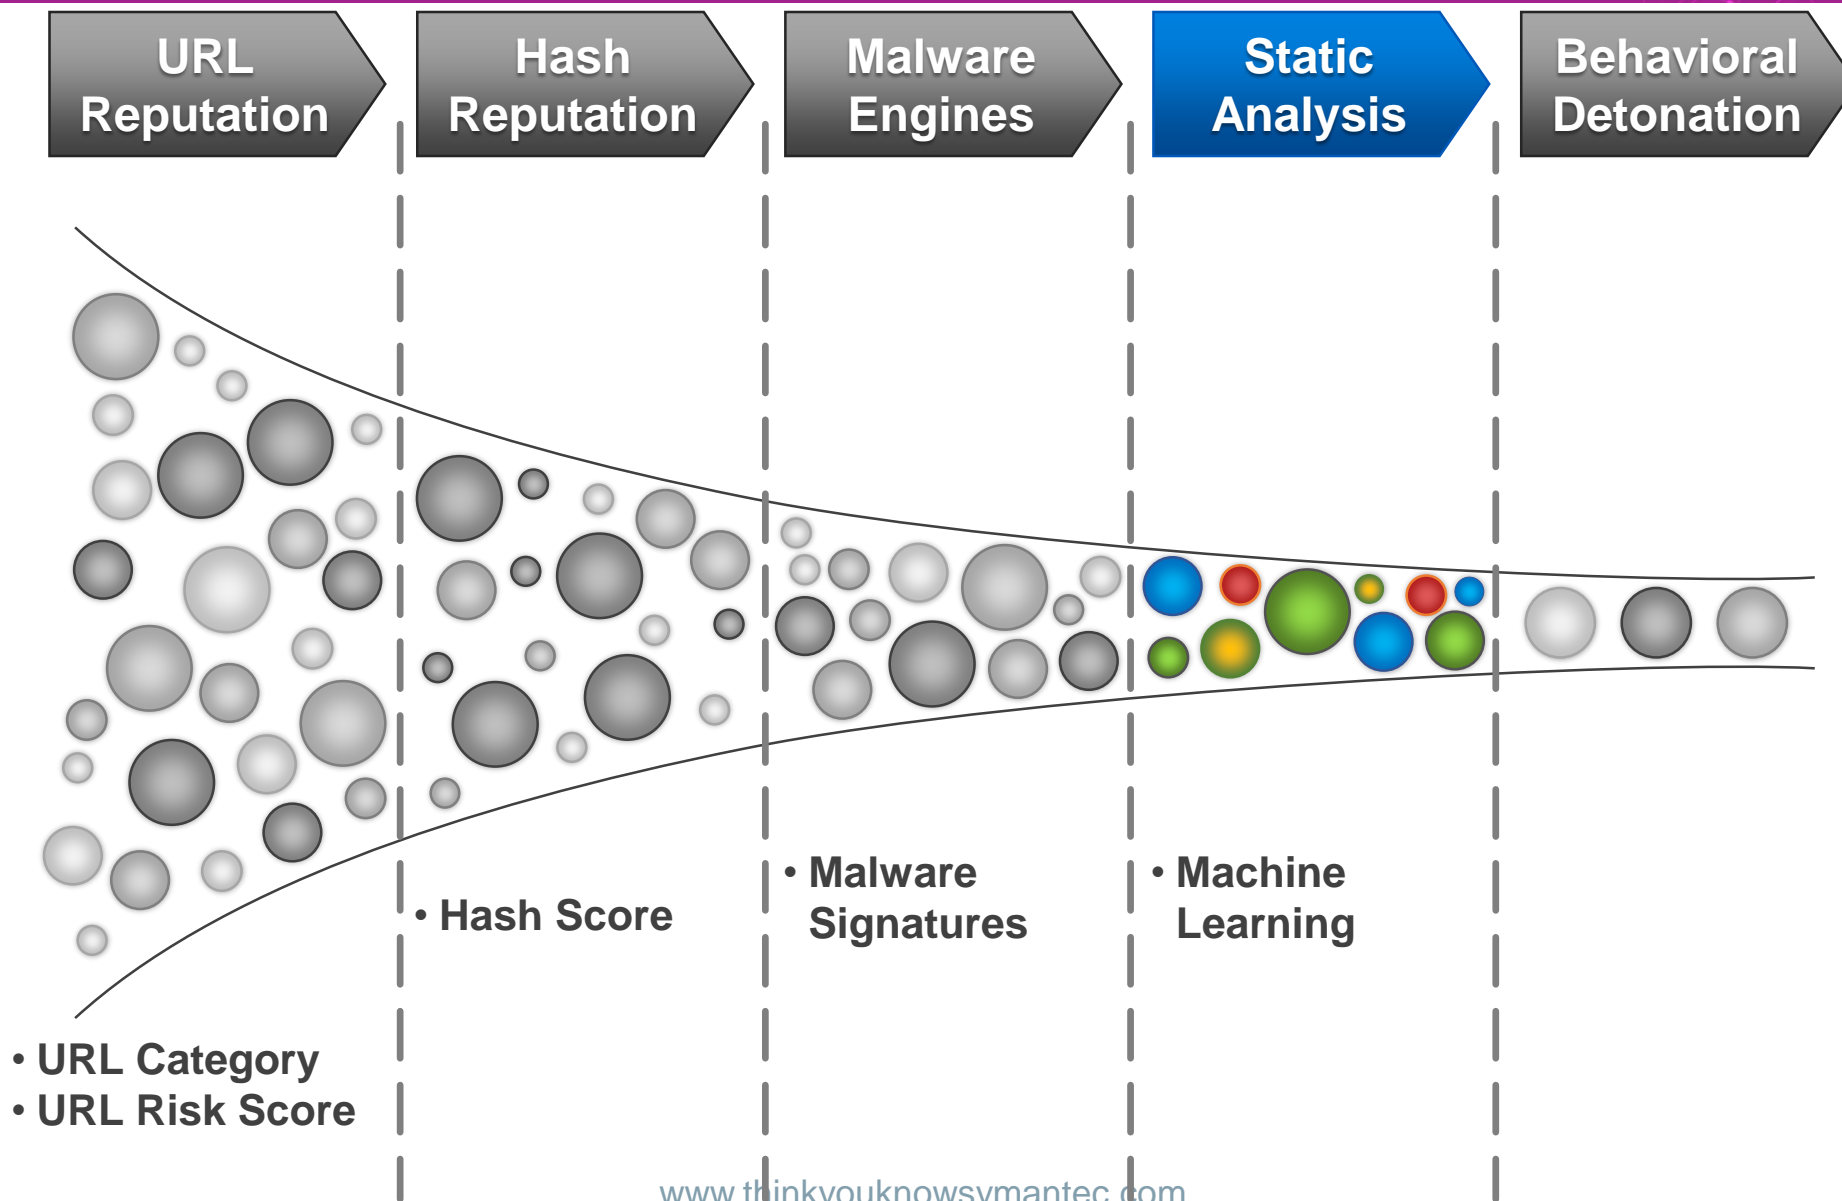 URL
Reputation
Hash
Reputation
Malware
Engines
Static
Analysis
Behavioral
Detonation
• Malware
Signatures
• Machine
Learning
• Hash Score
• URL Category
• URL Risk Score
www.thinkyouknowsymantec.com